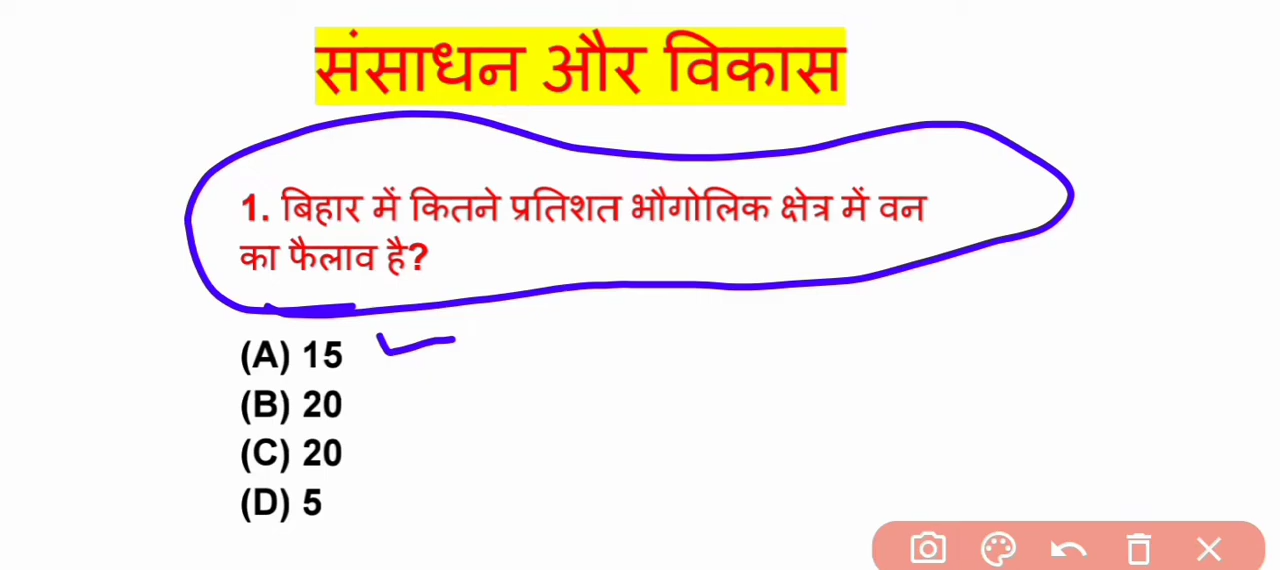 संसाधन और विकास
1. बिहार में कितने प्रतिशत भौगोलिक क्षेत्र में वन
का फैलाव है?
(A) 15
(B) 20
(C) 20
(D) 5